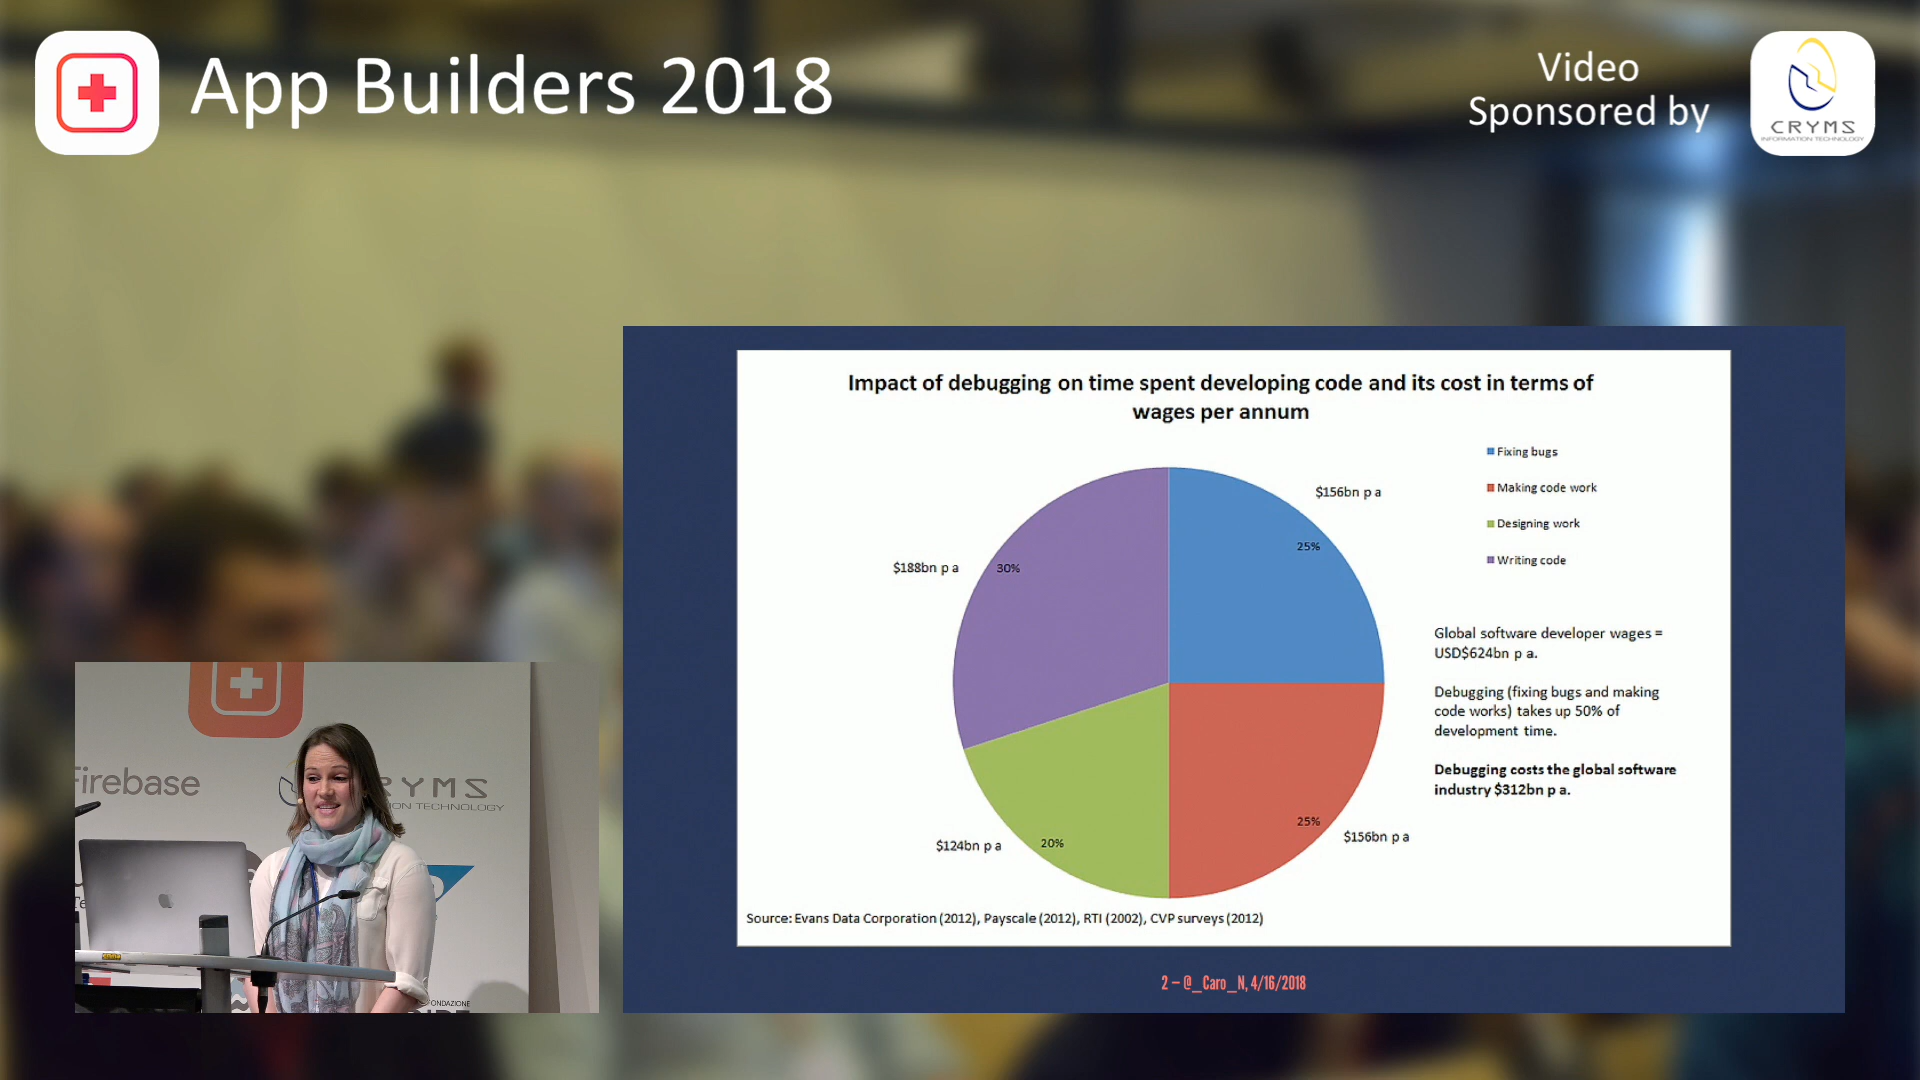 App Builders 2018
Video
Sponsored by
CRYMS
INFORMATION TECHNOLOGY
Impact of debugging on time spent developing code and its cost in terms of
wages per annum
Fixing bugs
Making code work
Designing work
Writing code
$156bn p a
25%
$188bn p a
30%
$124bn p a
20%
25%
$156bn p a
Global software developer wages =
USD$624bn p a.
Debugging (fixing bugs and making
code works) takes up 50% of
development time.
Debugging costs the global software
industry $312bn p a.
Source: Evans Data Corporation (2012), Payscale (2012), RTI (2002), CVP surveys (2012)
2 – @_Caro_N, 4/16/2018
Firebase
RYMS
ION TECHNOLOGY
FONDAZIONE